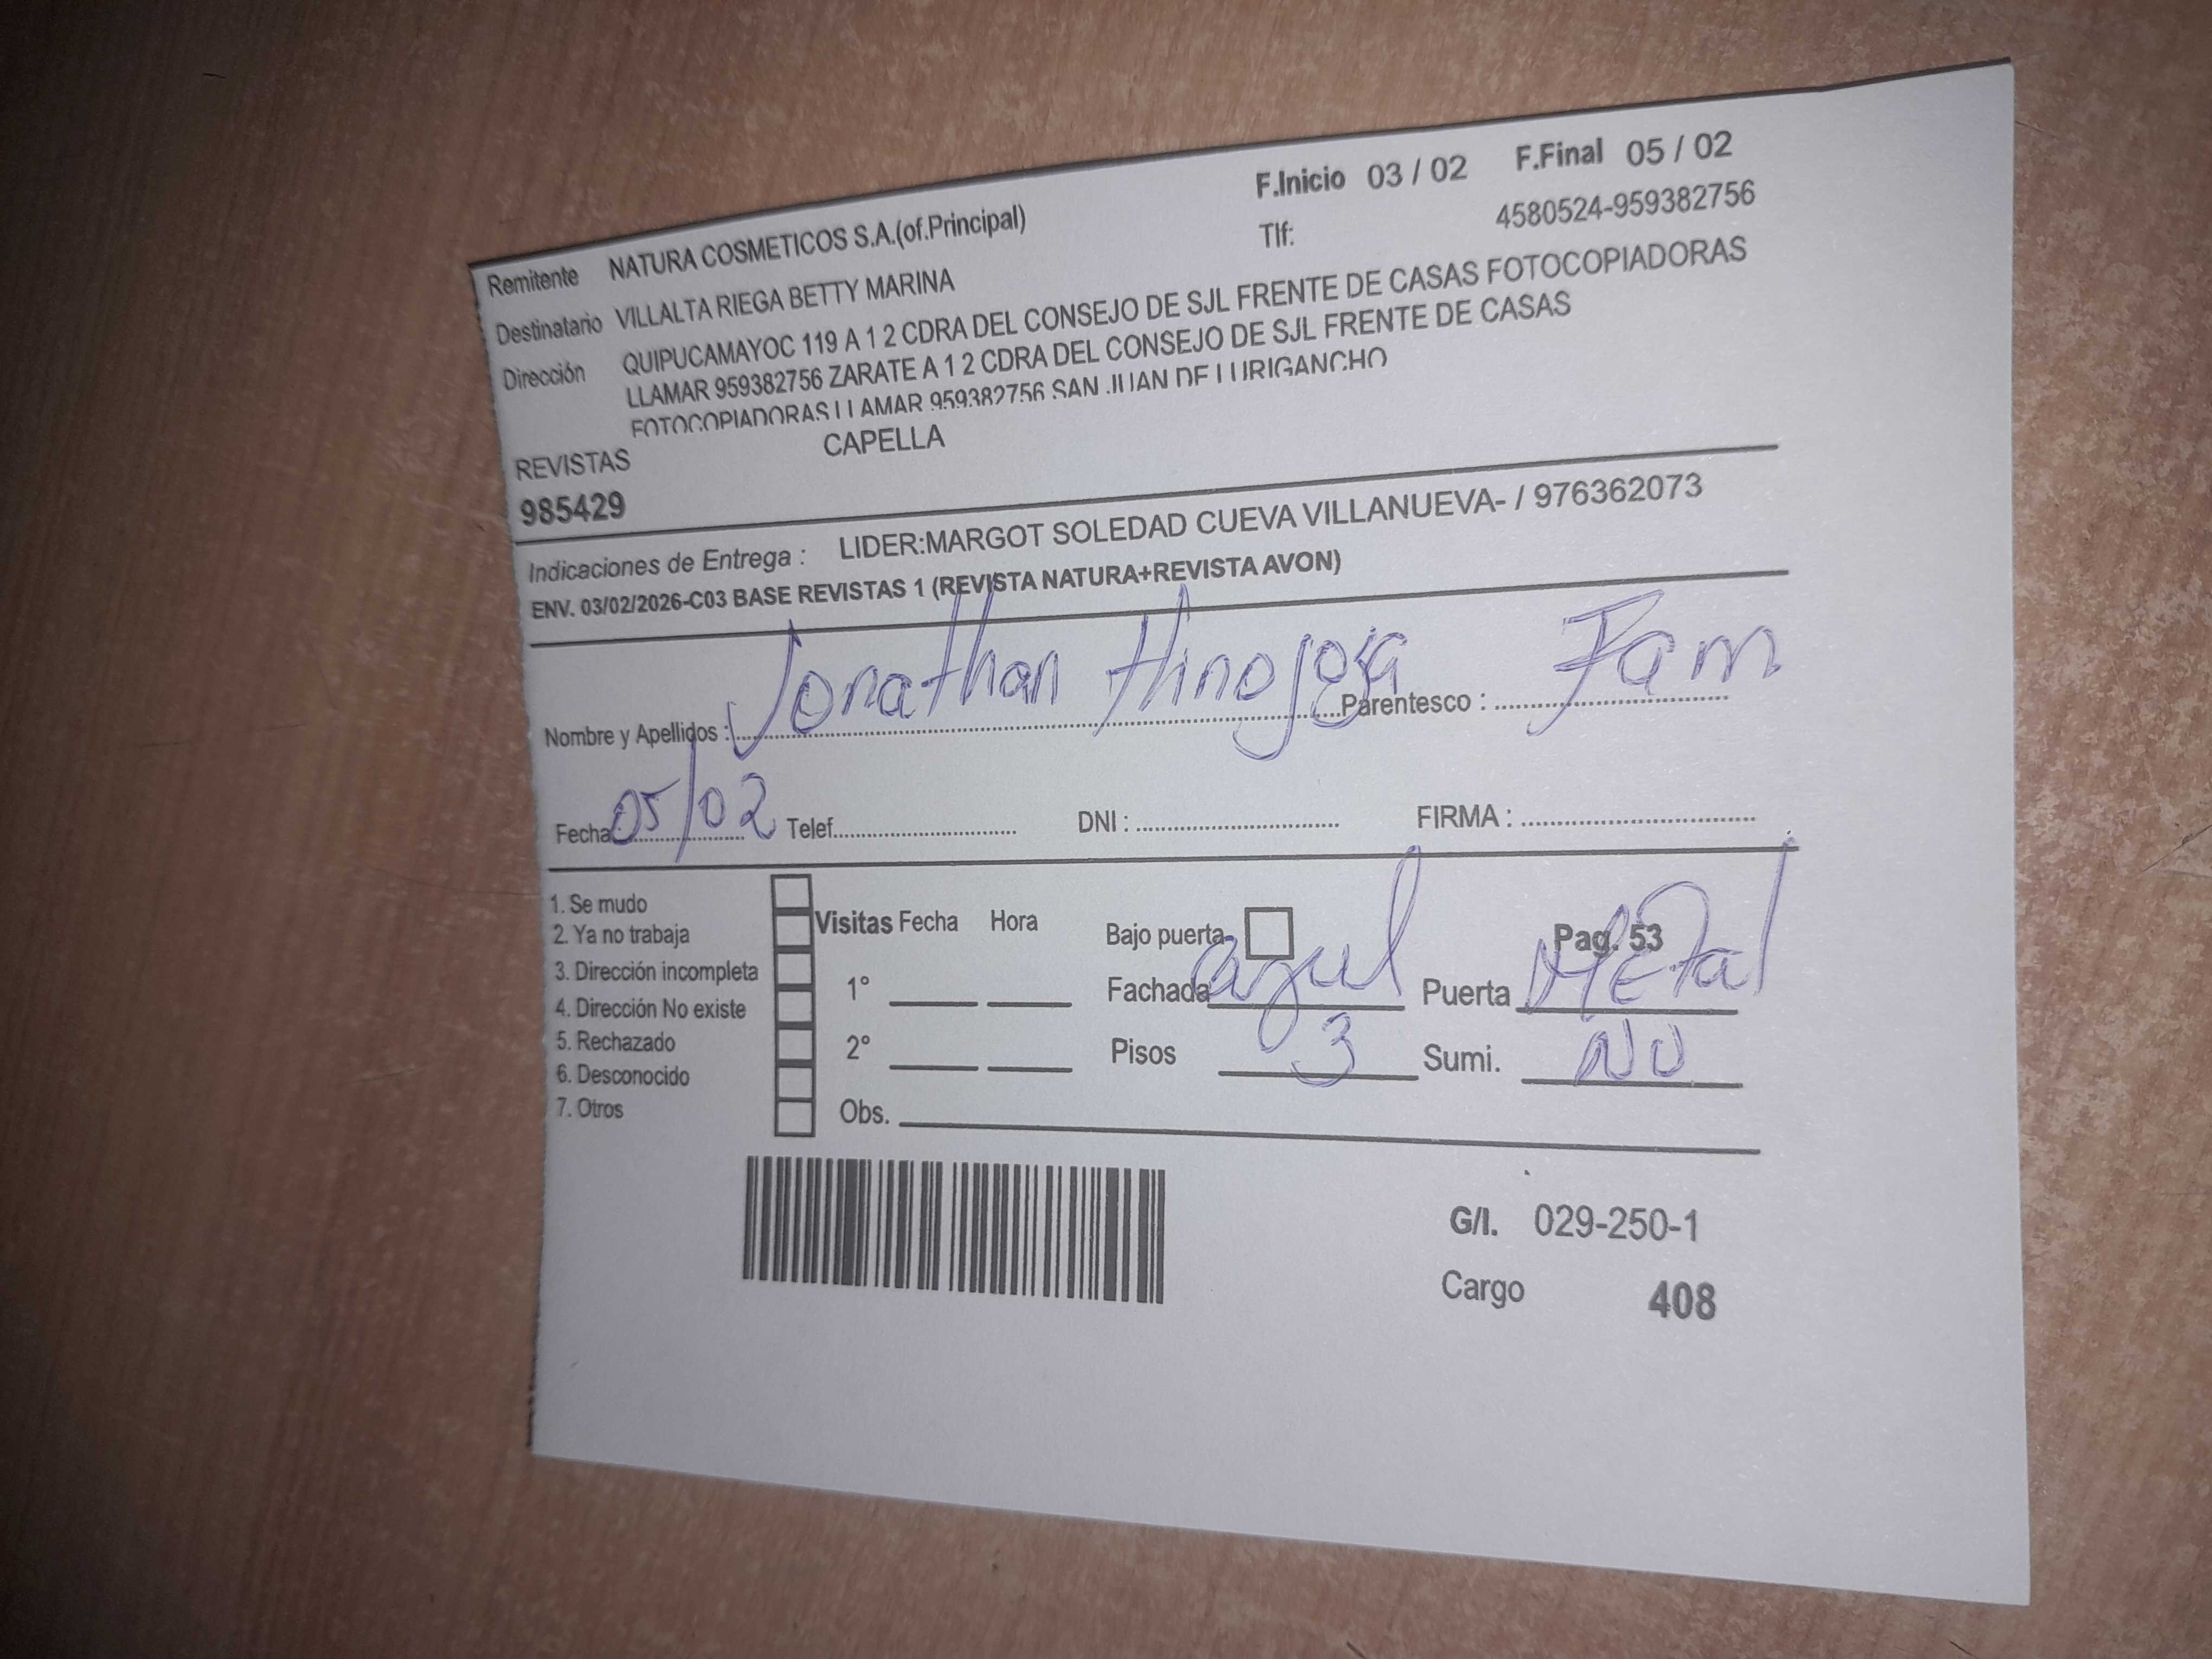 F.Inicio 03 / 02 F.Final 05 / 02
Remitente NATURA COSMETICOS S.A.(of.Principal) Tlf: 4580524-959382756
Destinatario VILLALTA RIEGA BETTY MARINA
Dirección QUIPUCAMAYOC 119 A 1 2 CDRA DEL CONSEJO DE SJL FRENTE DE CASAS FOTOCOPIADORAS
LLAMAR 959382756 ZARATE A 1 2 CDRA DEL CONSEJO DE SJL FRENTE DE CASAS
FOTOCOPIADORAS LLAMAR 959382756 SAN JUAN DE LURIGANCHO
REVISTAS CAPELLA
985429
Indicaciones de Entrega : LIDER:MARGOT SOLEDAD CUEVA VILLANUEVA- / 976362073
ENV. 03/02/2026-C03 BASE REVISTAS 1 (REVISTA NATURA+REVISTA AVON)
Nombre y Apellidos : Jonathan Hinojosa Parentesco : Fam
Fecha 05/02 Telef. DNI : FIRMA :
1. Se mudo
2. Ya no trabaja
3. Dirección incompleta
4. Dirección No existe
5. Rechazado
6. Desconocido
7. Otros
Visitas Fecha Hora Bajo puerta Pag. 53
1° Fachada azul Puerta Metal
2° Pisos 3 Sumi. NO
Obs.
G/I. 029-250-1
Cargo 408